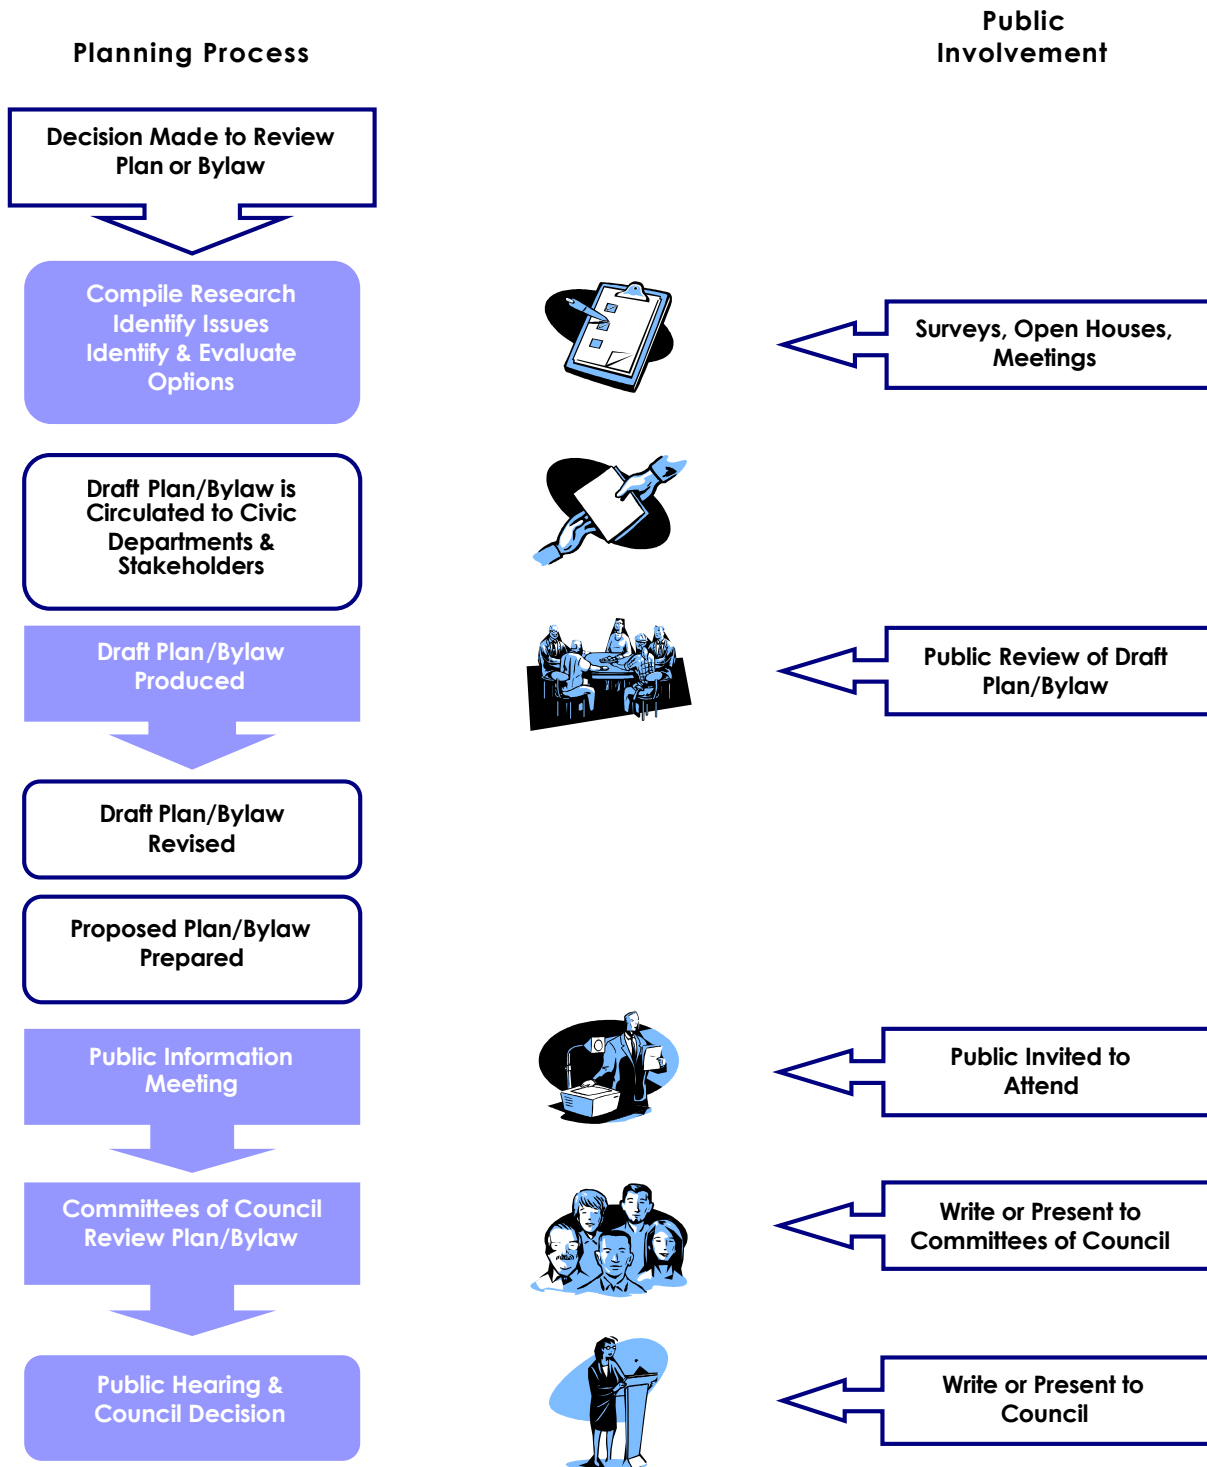 Planning Process
Public
Involvement
Decision Made to Review
Plan or Bylaw
Compile Research
Identify Issues
Identify & Evaluate
Options
Surveys, Open Houses,
Meetings
Draft Plan/Bylaw is
Circulated to Civic
Departments &
Stakeholders
Draft Plan/Bylaw
Produced
Public Review of Draft
Plan/Bylaw
Draft Plan/Bylaw
Revised
Proposed Plan/Bylaw
Prepared
Public Information
Meeting
Public Invited to
Attend
Committees of Council
Review Plan/Bylaw
Write or Present to
Committees of Council
Public Hearing &
Council Decision
Write or Present to
Council